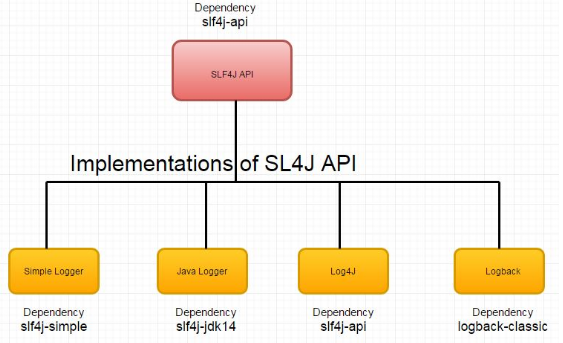 Dependency
slf4j-api
SLF4J API
Implementations of SL4J API
Simple Logger
Java Logger
Log4J
Logback
Dependency
slf4j-simple
Dependency
slf4j-jdk14
Dependency
slf4j-api
Dependency
logback-classic